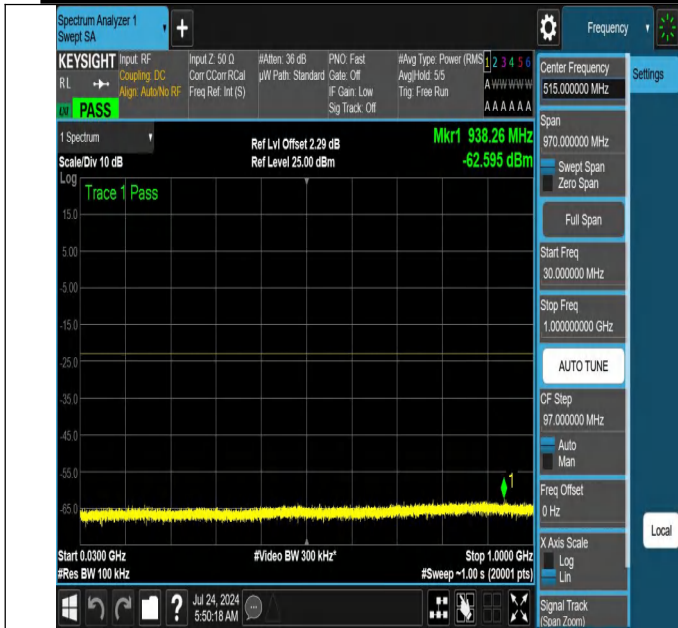 Spectrum Analyzer 1
Swept SA
+
Frequency
KEYSIGHT
RL
LXI
PASS
Input: RF
Coupling: DC
Align: Auto/No RF
Input Z: 50 Ω
Corr CCorr RCal
Freq Ref: Int (S)
#Atten: 36 dB
µW Path: Standard
PNO: Fast
Gate: Off
IF Gain: Low
Sig Track: Off
#Avg Type: Power (RMS
Avg|Hold: 5/5
Trig: Free Run
1 2 3 4 5 6
A W W W W W
A A A A A A
1 Spectrum
Scale/Div 10 dB
Ref Lvl Offset 2.29 dB
Ref Level 25.00 dBm
Mkr1 938.26 MHz
-62.595 dBm
Log
Trace 1 Pass
15.0
5.00
-5.00
-15.0
-25.0
-35.0
-45.0
-55.0
-65.0
1
Start 0.0300 GHz
#Res BW 100 kHz
#Video BW 300 kHz*
Stop 1.0000 GHz
#Sweep ~1.00 s (20001 pts)
Center Frequency
515.000000 MHz
Settings
Span
970.000000 MHz
Swept Span
Zero Span
Full Span
Start Freq
30.000000 MHz
Stop Freq
1.000000000 GHz
AUTO TUNE
CF Step
97.000000 MHz
Auto
Man
Freq Offset
0 Hz
X Axis Scale
Log
Lin
Local
Signal Track
(Span Zoom)
?
Jul 24, 2024
5:50:18 AM